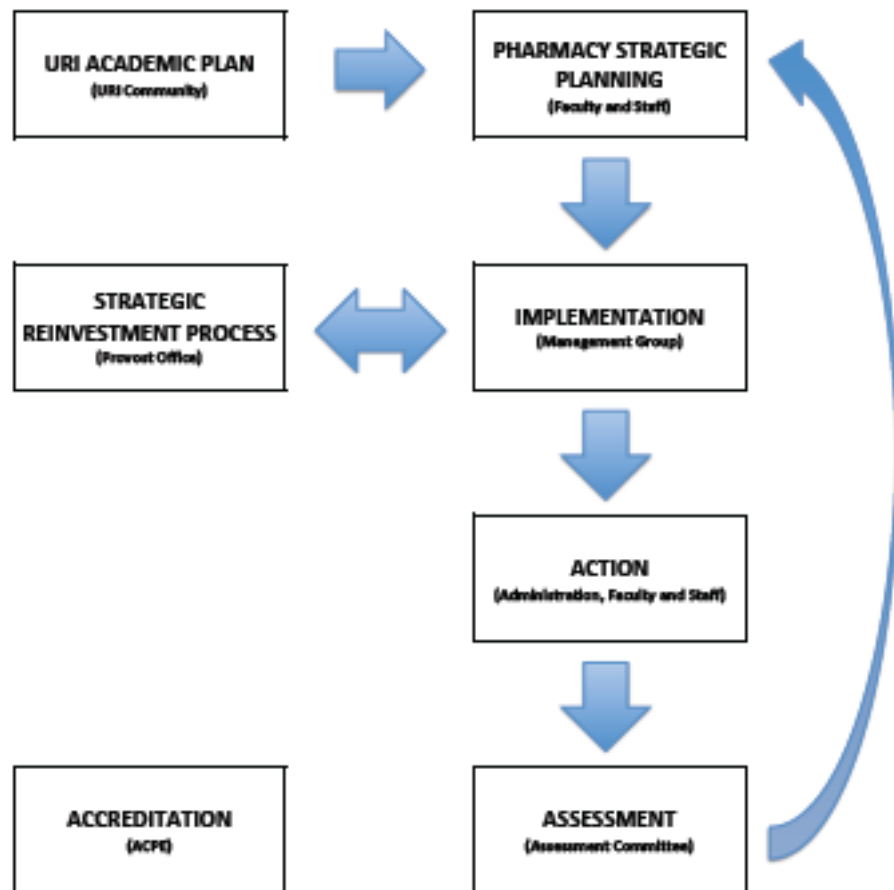 URI ACADEMIC PLAN
(URI Community)
PHARMACY STRATEGIC
PLANNING
(Faculty and Staff)
STRATEGIC
REINVESTMENT PROCESS
(Provost Office)
IMPLEMENTATION
(Management Group)
ACTION
(Administration, Faculty and Staff)
ACCREDITATION
(ACPE)
ASSESSMENT
(Assessment Committee)